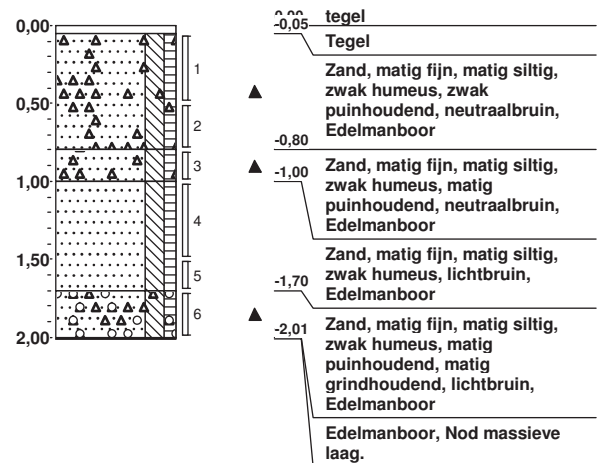 0,00
0,50
1,00
1,50
2,00
1
2
3
4
5
6
tegel
-0,05
Tegel
Zand, matig fijn, matig siltig,
zwak humeus, zwak
puinhoudend, neutraalbruin,
Edelmanboor
-0,80
Zand, matig fijn, matig siltig,
zwak humeus, matig
puinhoudend, neutraalbruin,
Edelmanboor
-1,00
Zand, matig fijn, matig siltig,
zwak humeus, lichtbruin,
Edelmanboor
-1,70
Zand, matig fijn, matig siltig,
zwak humeus, matig
puinhoudend, matig
grindhoudend, lichtbruin,
Edelmanboor
-2,01
Edelmanboor, Nod massieve
laag.